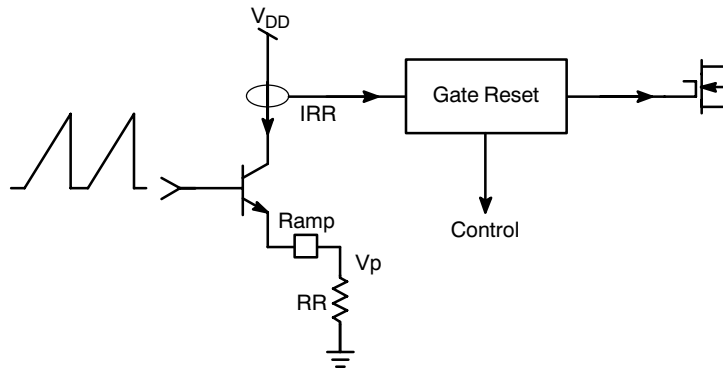 VDD
Gate Reset
IRR
Ramp
Control
Vp
RR